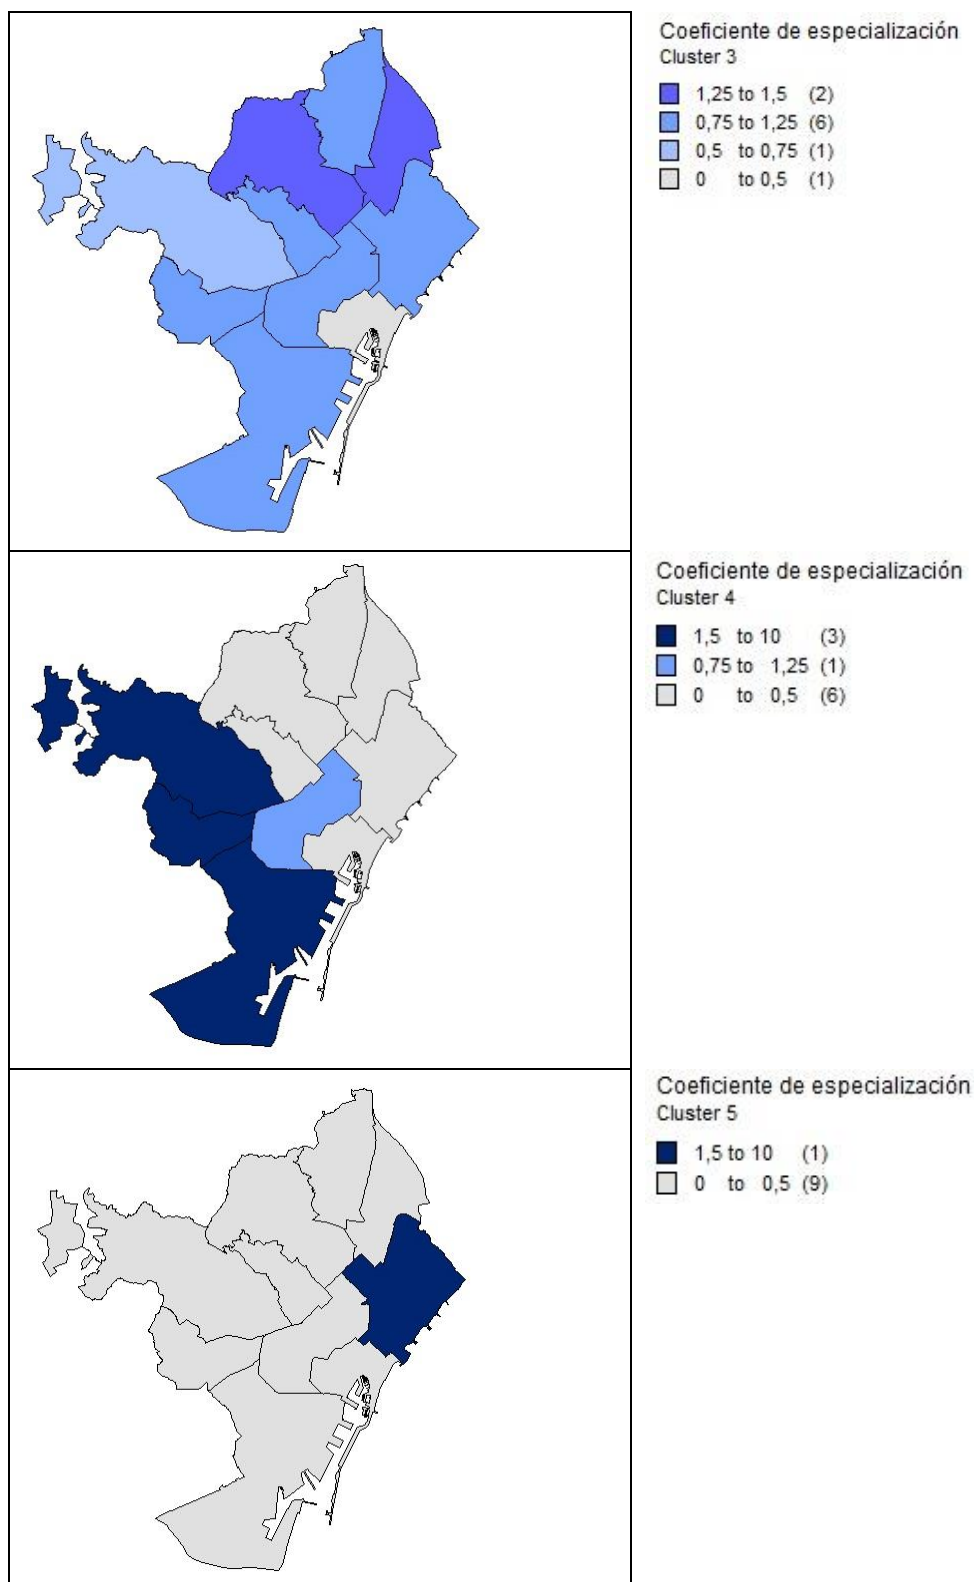 Coeficiente de especialización
Cluster 3
1,25 to 1,5 (2)
0,75 to 1,25 (6)
0,5 to 0,75 (1)
0 to 0,5 (1)
Coeficiente de especialización
Cluster 4
1,5 to 10 (3)
0,75 to 1,25 (1)
0 to 0,5 (6)
Coeficiente de especialización
Cluster 5
1,5 to 10 (1)
0 to 0,5 (9)